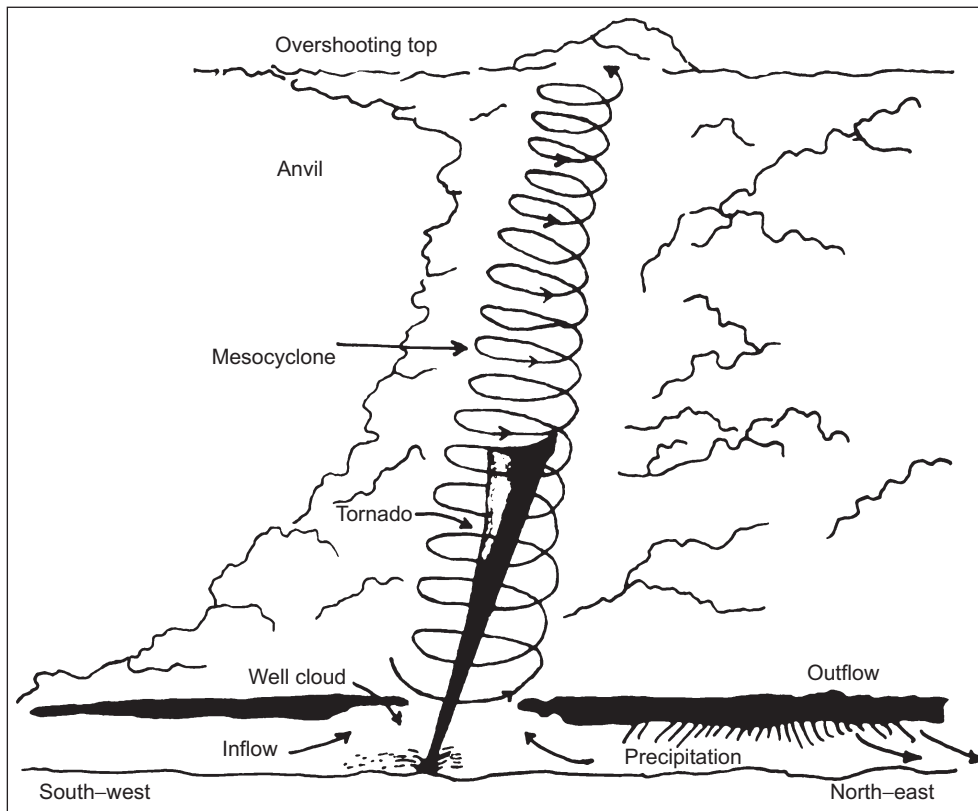 Overshooting top
Anvil
Mesocyclone
Tornado
Well cloud
Outflow
Inflow
Precipitation
South–west
North–east